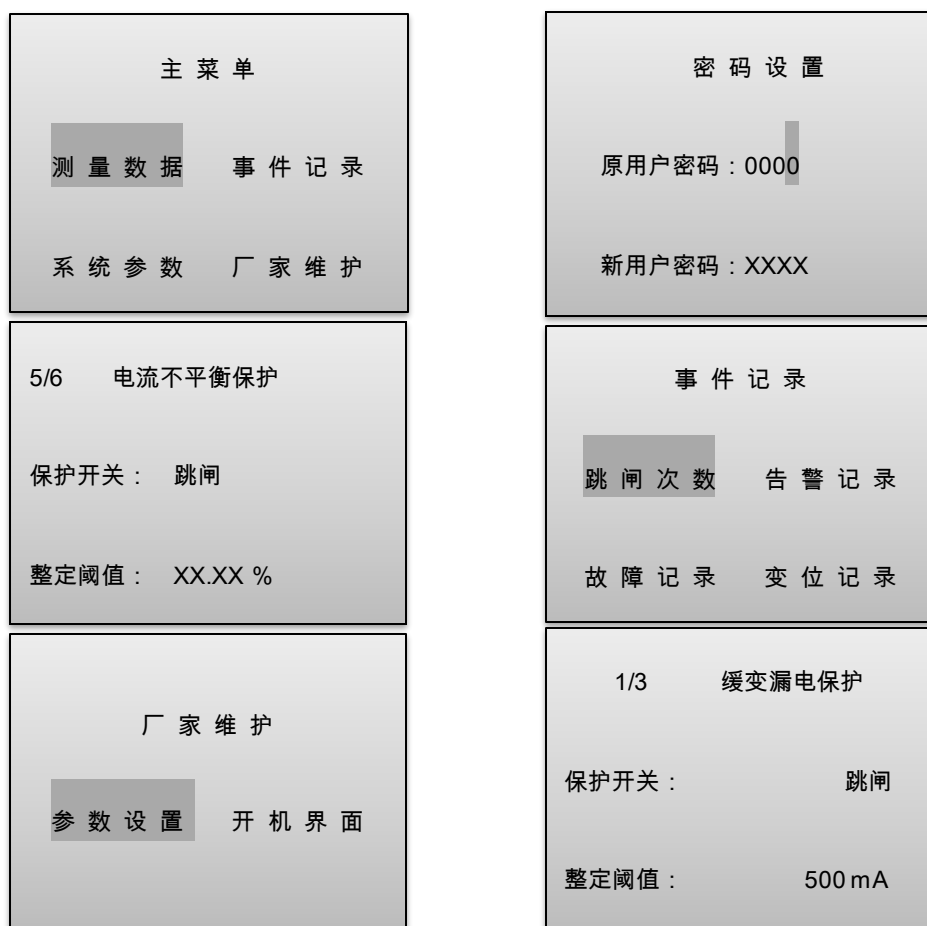 主菜单
测量数据 事件记录
系统参数 厂家维护
密码设置
原用户密码：0000
新用户密码：XXXX
5/6 电流不平衡保护
保护开关： 跳闸
整定阈值： XX.XX %
事件记录
跳闸次数 告警记录
故障记录 变位记录
厂家维护
参数设置 开机界面
1/3 缓变漏电保护
保护开关： 跳闸
整定阈值： 500 mA